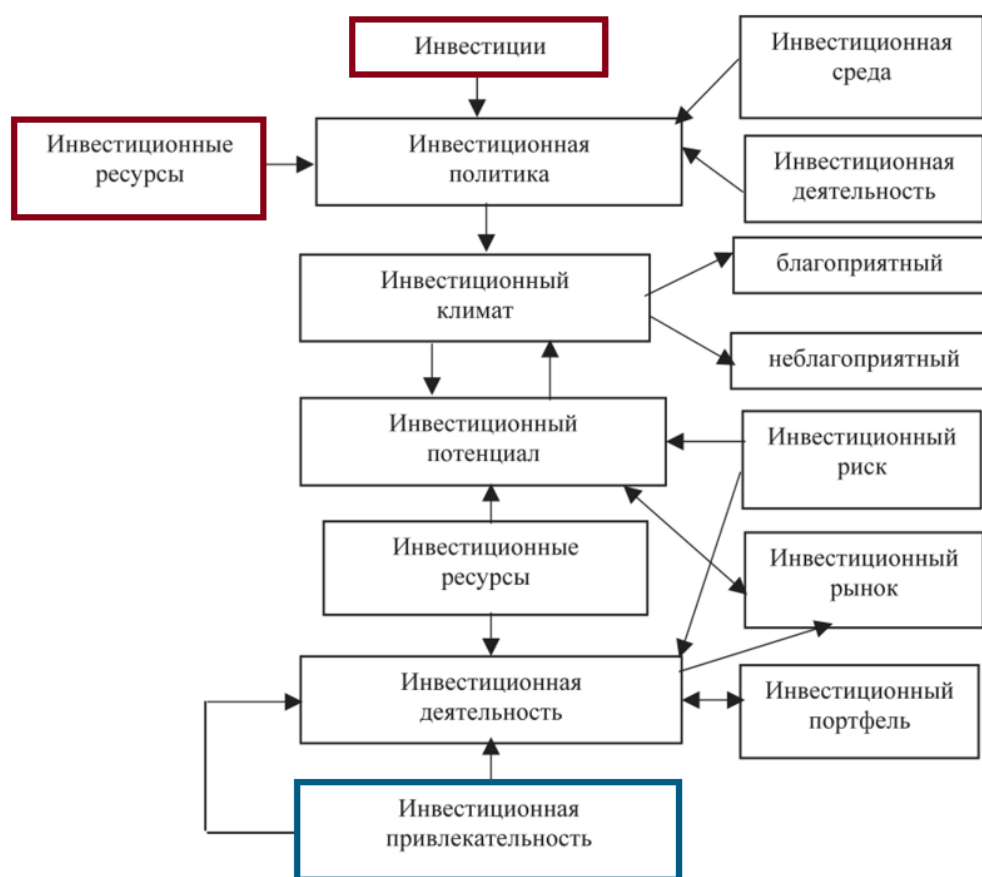 Инвестиции
Инвестиционная
среда
Инвестиционные
ресурсы
Инвестиционная
политика
Инвестиционная
деятельность
Инвестиционный
климат
благоприятный
неблагоприятный
Инвестиционный
потенциал
Инвестиционный
риск
Инвестиционные
ресурсы
Инвестиционный
рынок
Инвестиционная
деятельность
Инвестиционный
портфель
Инвестиционная
привлекательность